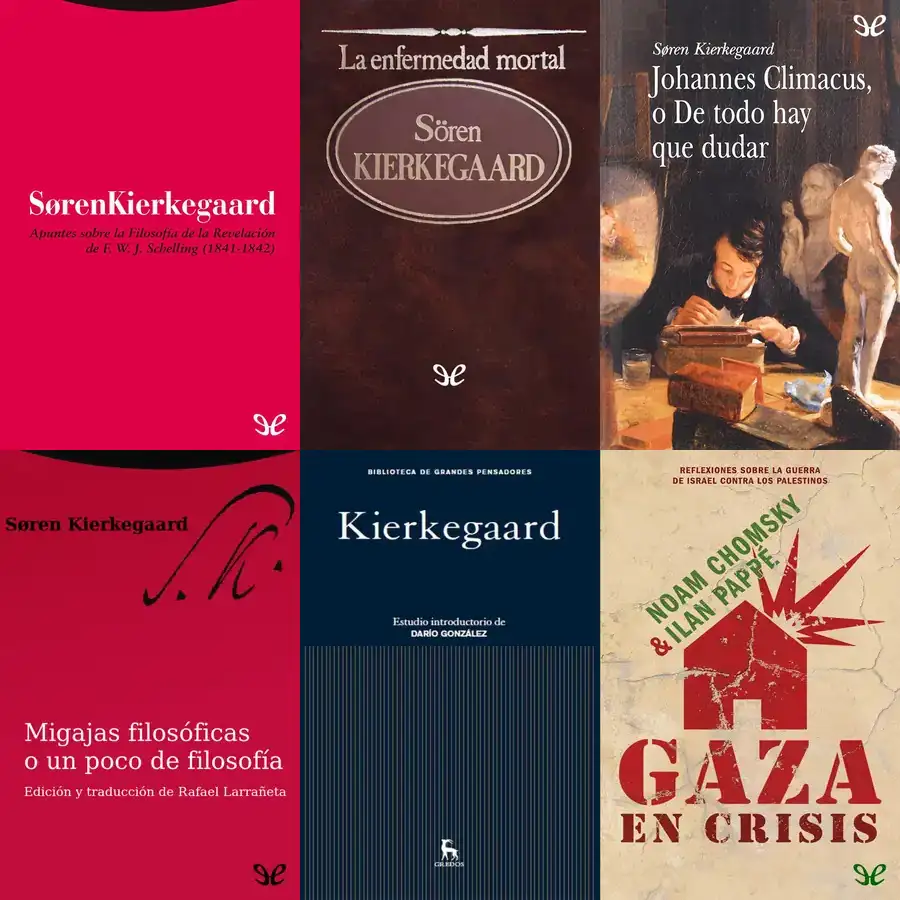 SørenKierkegaard
Apuntes sobre la Filosofía de la Revelación
de F. W. J. Schelling (1841-1842)
La enfermedad mortal
Sören
KIERKEGAARD
Søren Kierkegaard
Johannes Climacus,
o De todo hay
que dudar
Søren Kierkegaard
S. K.
Migajas filosóficas
o un poco de filosofía
Edición y traducción de Rafael Larrañeta
BIBLIOTECA DE GRANDES PENSADORES
Kierkegaard
Estudio introductorio de
DARÍO GONZÁLEZ
GREDOS
REFLEXIONES SOBRE LA GUERRA
DE ISRAEL CONTRA LOS PALESTINOS
NOAM CHOMSKY
& ILAN PAPPÉ
GAZA
EN CRISIS